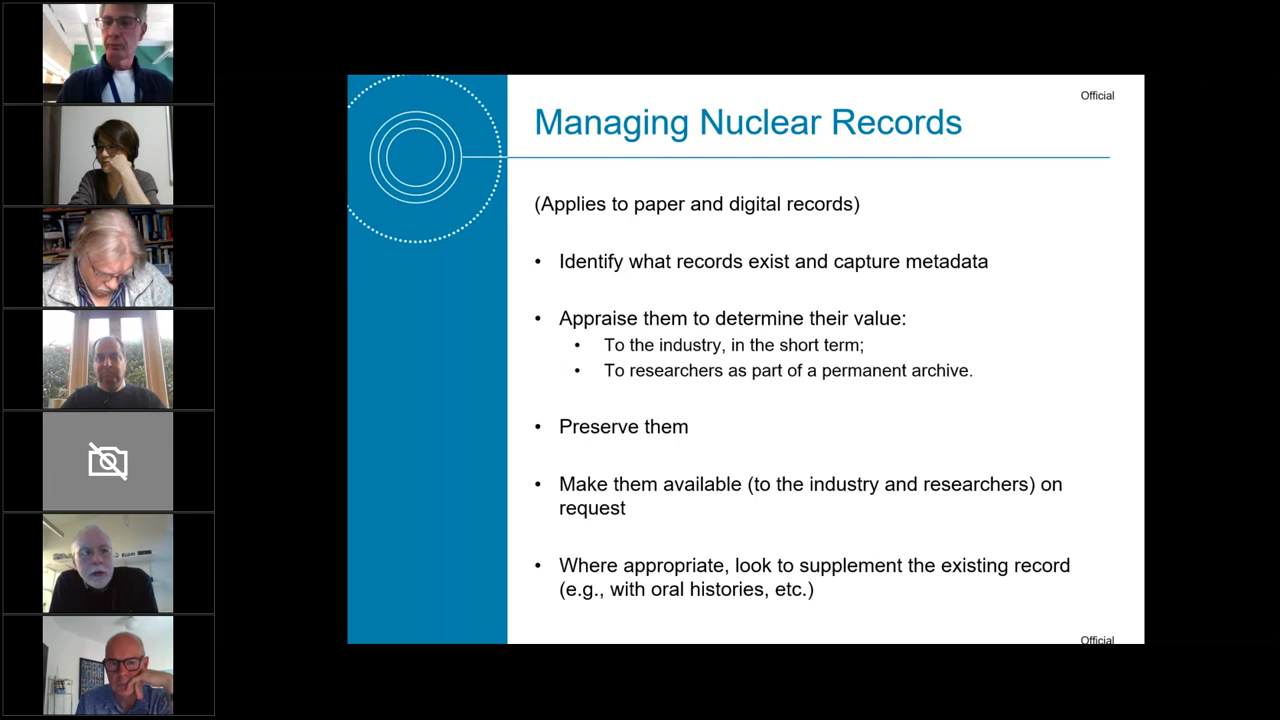 Official
Managing Nuclear Records
(Applies to paper and digital records)
• Identify what records exist and capture metadata
• Appraise them to determine their value:
• To the industry, in the short term;
• To researchers as part of a permanent archive.
• Preserve them
• Make them available (to the industry and researchers) on
request
• Where appropriate, look to supplement the existing record
(e.g., with oral histories, etc.)
Official